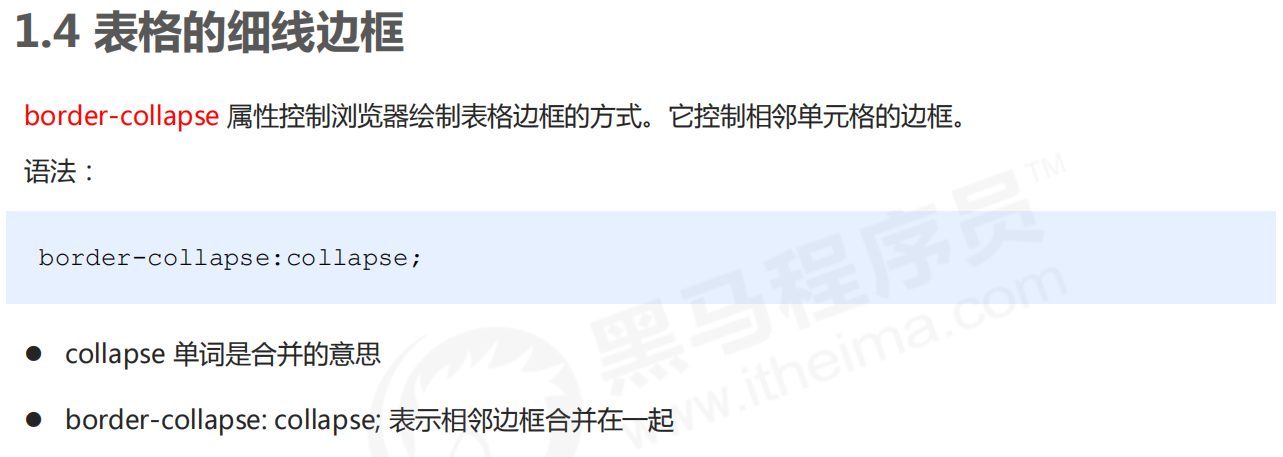 1.4 表格的细线边框
border-collapse 属性控制浏览器绘制表格边框的方式。它控制相邻单元格的边框。
语法：
border-collapse:collapse;
● collapse 单词是合并的意思
● border-collapse: collapse; 表示相邻边框合并在一起
黑马程序员™
www.itheima.com